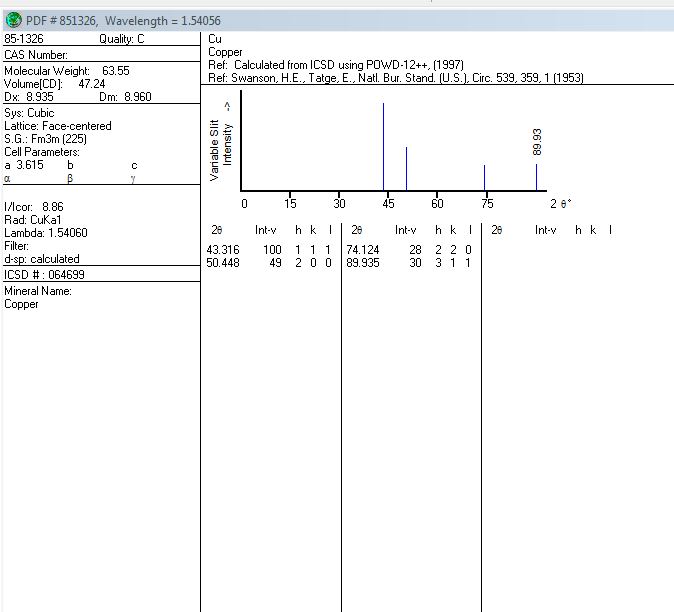 PDF # 851326, Wavelength = 1.54056
85-1326 Quality: C
CAS Number:
Molecular Weight: 63.55
Volume[CD]: 47.24
Dx: 8.935 Dm: 8.960
Sys: Cubic
Lattice: Face-centered
S.G.: Fm3m (225)
Cell Parameters:
a 3.615 b c
α β γ
I/Icor: 8.86
Rad: CuKa1
Lambda: 1.54060
Filter:
d-sp: calculated
ICSD # : 064699
Mineral Name:
Copper
Cu
Copper
Ref: Calculated from ICSD using POWD-12++, (1997)
Ref: Swanson, H.E., Tatge, E., Natl. Bur. Stand. (U.S.), Circ. 539, 359, 1 (1953)
Variable Slit
Intensity ->
89.93
0 15 30 45 60 75 2 θ°
2θ Int-v h k l 2θ Int-v h k l 2θ Int-v h k l
43.316 100 1 1 1 74.124 28 2 2 0
50.448 49 2 0 0 89.935 30 3 1 1